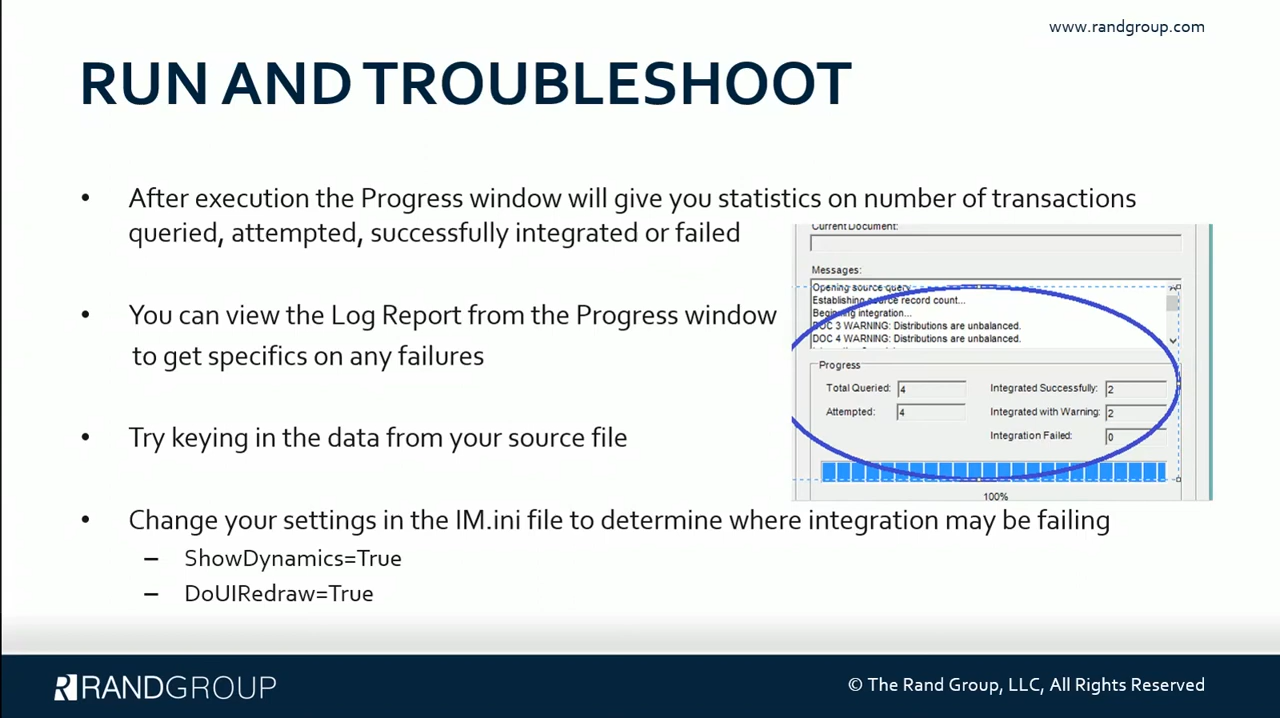 www.randgroup.com
RUN AND TROUBLESHOOT
• After execution the Progress window will give you statistics on number of transactions
queried, attempted, successfully integrated or failed
• You can view the Log Report from the Progress window
to get specifics on any failures
• Try keying in the data from your source file
• Change your settings in the IM.ini file to determine where integration may be failing
– ShowDynamics=True
– DoUIRedraw=True
Current Document:
Messages:
Opening source query
Establishing source record count...
Beginning integration...
DOC 3 WARNING: Distributions are unbalanced.
DOC 4 WARNING: Distributions are unbalanced.
Progress
Total Queried: 4 Integrated Successfully: 2
Attempted: 4 Integrated with Warning: 2
Integration Failed: 0
100%
RANDGROUP
© The Rand Group, LLC, All Rights Reserved